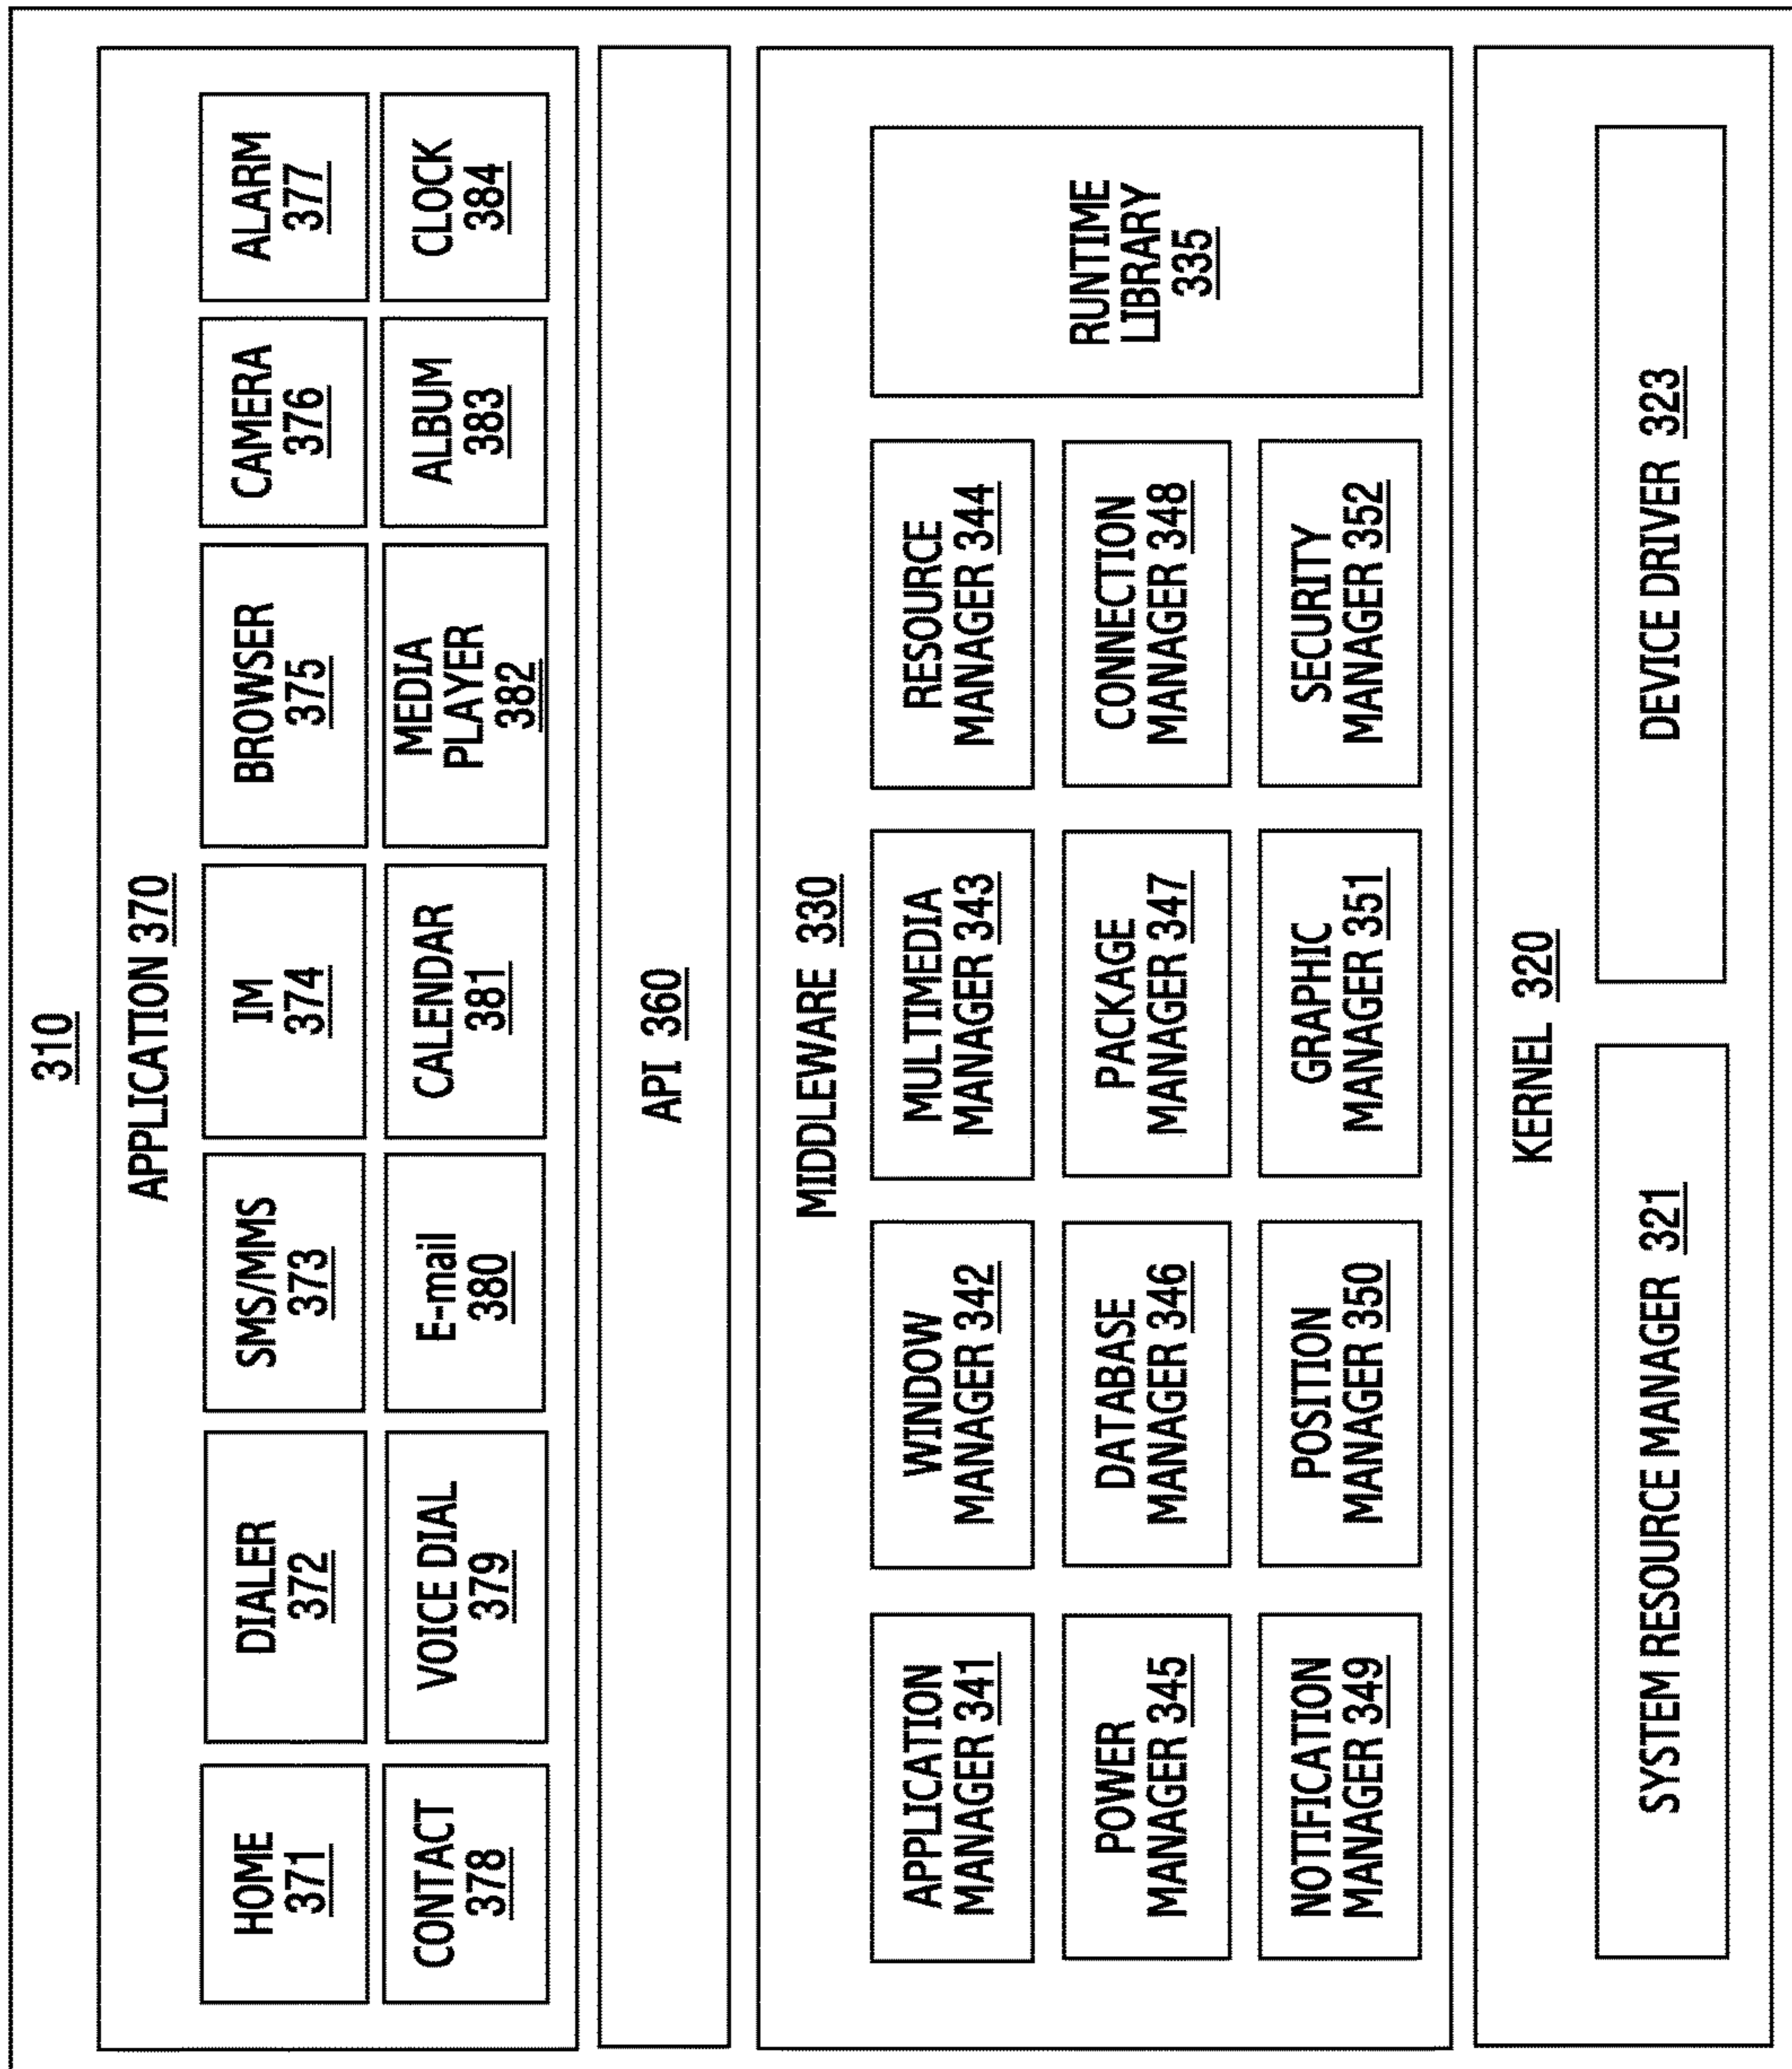 310
APPLICATION 370
HOME
371
DIALER
372
SMS/MMS
373
IM
374
BROWSER
375
CAMERA
376
ALARM
377
CONTACT
378
VOICE DIAL
379
E-mail
380
CALENDAR
381
MEDIA
PLAYER
382
ALBUM
383
CLOCK
384
API 360
MIDDLEWARE 330
APPLICATION
MANAGER 341
WINDOW
MANAGER 342
MULTIMEDIA
MANAGER 343
RESOURCE
MANAGER 344
RUNTIME
LIBRARY
335
POWER
MANAGER 345
DATABASE
MANAGER 346
PACKAGE
MANAGER 347
CONNECTION
MANAGER 348
NOTIFICATION
MANAGER 349
POSITION
MANAGER 350
GRAPHIC
MANAGER 351
SECURITY
MANAGER 352
KERNEL 320
SYSTEM RESOURCE MANAGER 321
DEVICE DRIVER 323